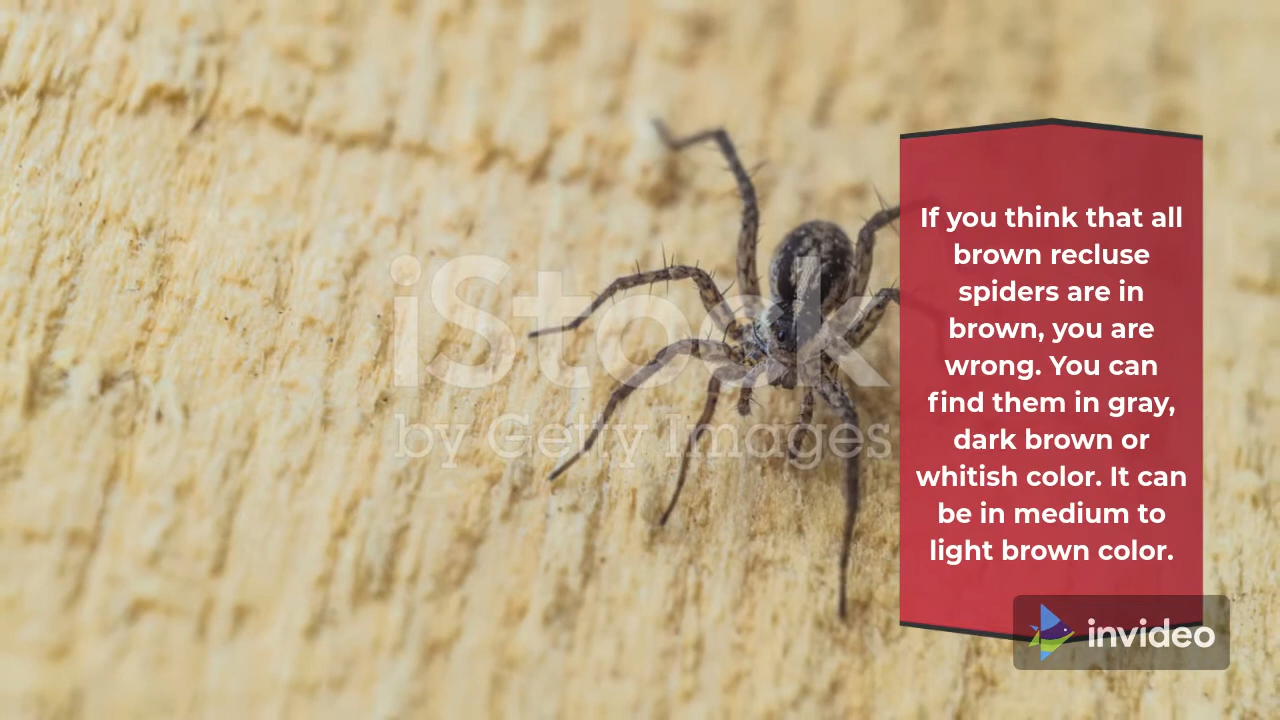 If you think that all
brown recluse
spiders are in
brown, you are
wrong. You can
find them in gray,
dark brown or
whitish color. It can
be in medium to
light brown color.
iStock
by Getty Images
invideo